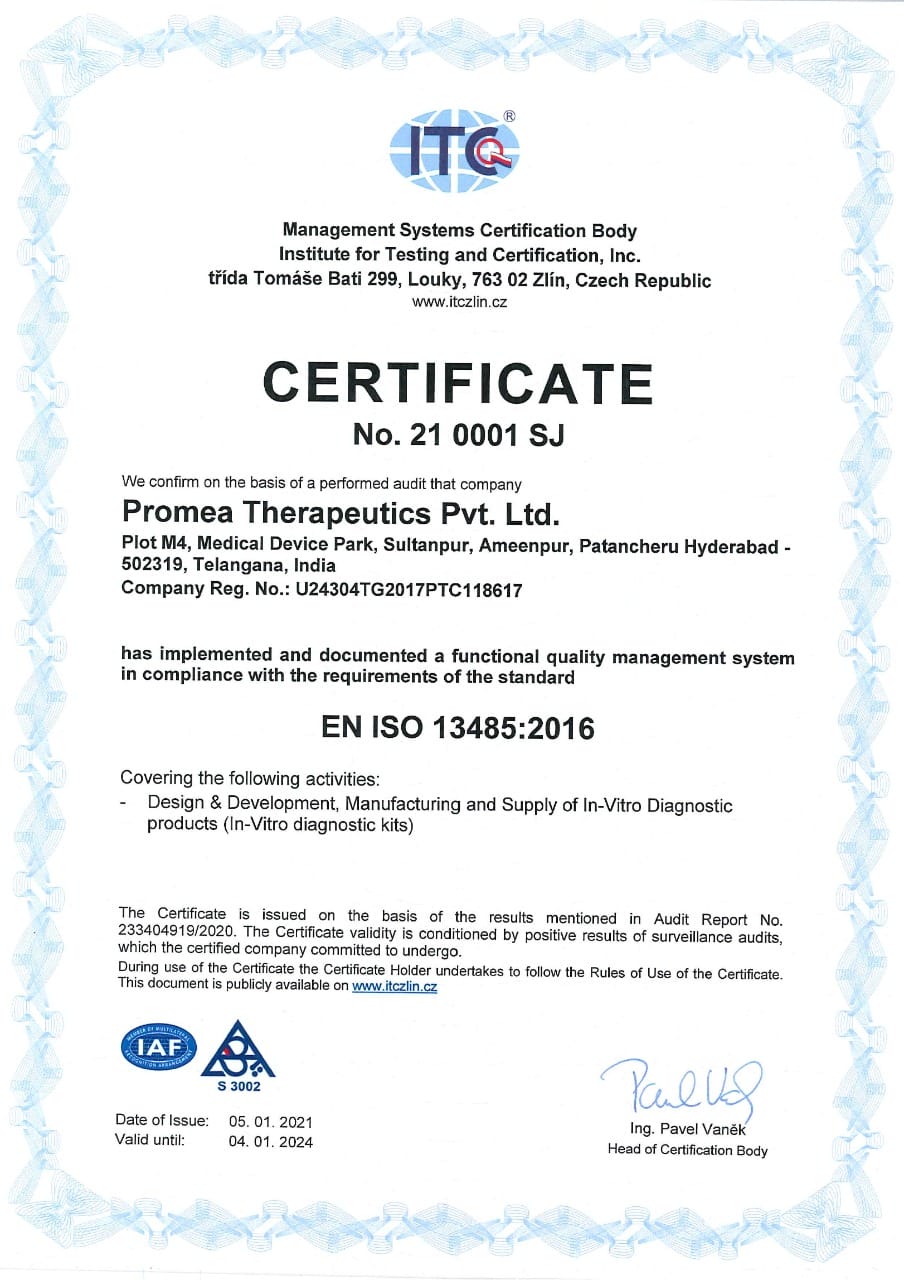 ITC ®
Management Systems Certification Body
Institute for Testing and Certification, Inc.
třída Tomáše Bati 299, Louky, 763 02 Zlín, Czech Republic
www.itczlin.cz
CERTIFICATE
No. 21 0001 SJ
We confirm on the basis of a performed audit that company
Promea Therapeutics Pvt. Ltd.
Plot M4, Medical Device Park, Sultanpur, Ameenpur, Patancheru Hyderabad -
502319, Telangana, India
Company Reg. No.: U24304TG2017PTC118617
has implemented and documented a functional quality management system
in compliance with the requirements of the standard
EN ISO 13485:2016
Covering the following activities:
- Design & Development, Manufacturing and Supply of In-Vitro Diagnostic
products (In-Vitro diagnostic kits)
The Certificate is issued on the basis of the results mentioned in Audit Report No.
233404919/2020. The Certificate validity is conditioned by positive results of surveillance audits,
which the certified company committed to undergo.
During use of the Certificate the Certificate Holder undertakes to follow the Rules of Use of the Certificate.
This document is publicly available on www.itczlin.cz
MEMBER OF MULTILATERAL
IAF
RECOGNITION ARRANGEMENT
S 3002
Date of Issue: 05. 01. 2021
Valid until: 04. 01. 2024
Ing. Pavel Vaněk
Head of Certification Body